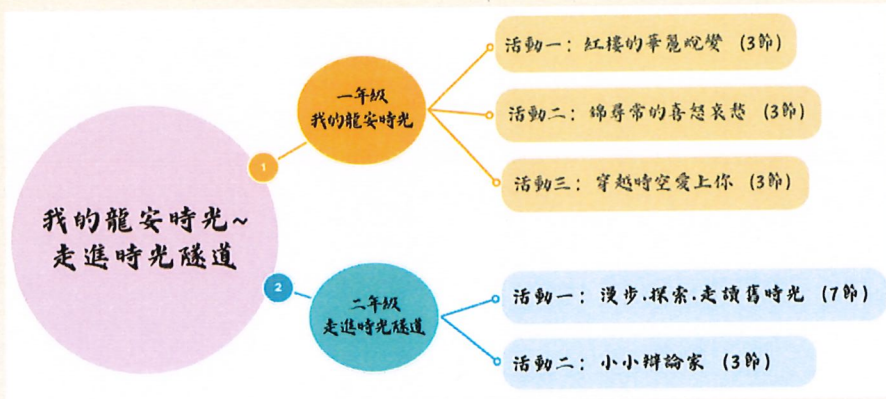 我的龍安時光~
走進時光隧道
1
一年級
我的龍安時光
活動一：紅樓的華麗蛻變 (3節)
活動二：錦尋常的喜怒哀愁 (3節)
活動三：穿越時空愛上你 (3節)
2
二年級
走進時光隧道
活動一：漫步.探索.走讀舊時光 (7節)
活動二：小小辯論家 (3節)